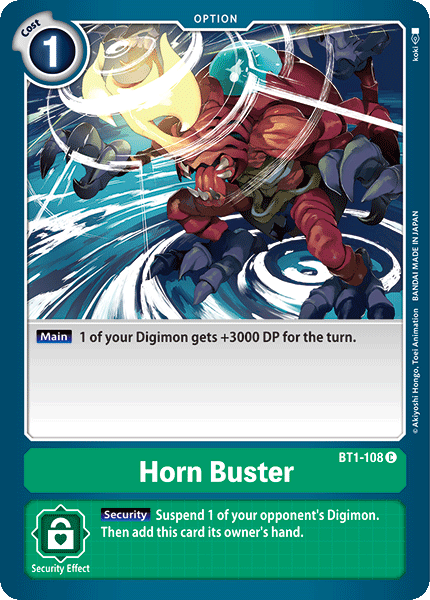 OPTION
Cost
1
koki
Main 1 of your Digimon gets +3000 DP for the turn.
©Akiyoshi Hongo, Toei Animation BANDAI MADE IN JAPAN
BT1-108 C
Horn Buster
Security Suspend 1 of your opponent's Digimon.
Then add this card its owner's hand.
Security Effect